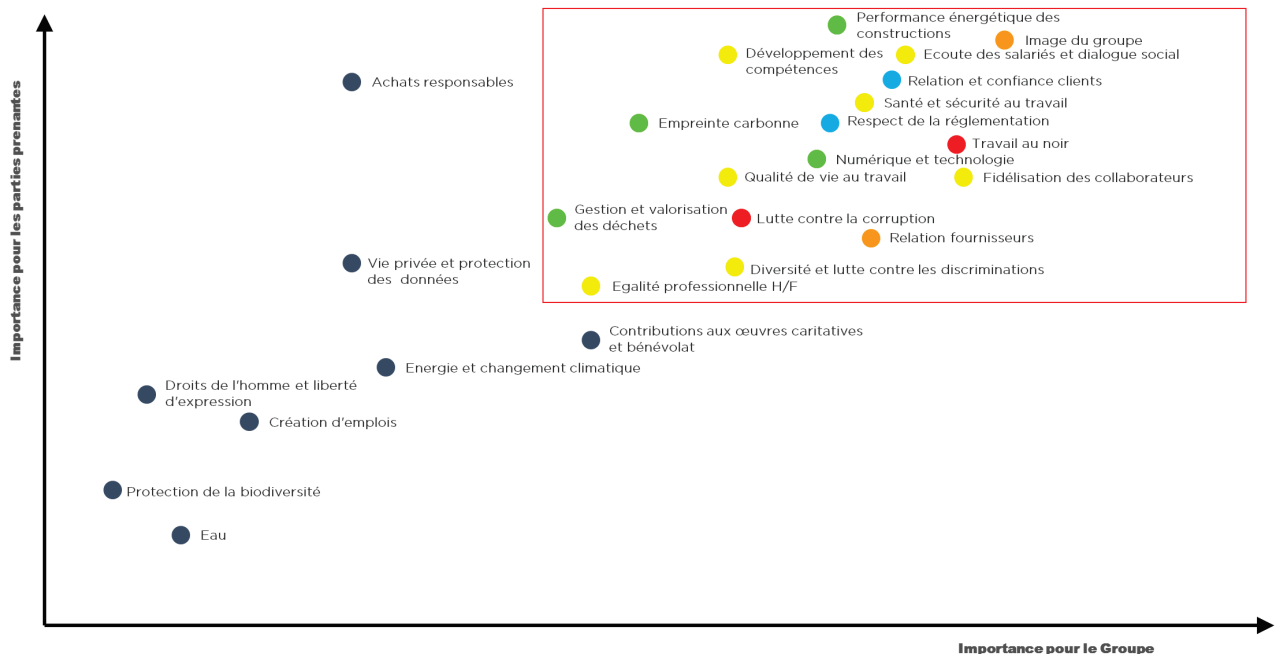 Performance énergétique des
constructions
Image du groupe
Développement des
compétences
Ecoute des salariés et dialogue social
Achats responsables
Relation et confiance clients
Santé et sécurité au travail
Empreinte carbonne
Respect de la réglementation
Travail au noir
Numérique et technologie
Qualité de vie au travail
Fidélisation des collaborateurs
Gestion et valorisation
des déchets
Lutte contre la corruption
Relation fournisseurs
Vie privée et protection
des données
Diversité et lutte contre les discriminations
Egalité professionnelle H/F
Contributions aux œuvres caritatives
et bénévolat
Energie et changement climatique
Droits de l'homme et liberté
d'expression
Création d'emplois
Protection de la biodiversité
Eau
Importance pour les parties prenantes
Importance pour le Groupe